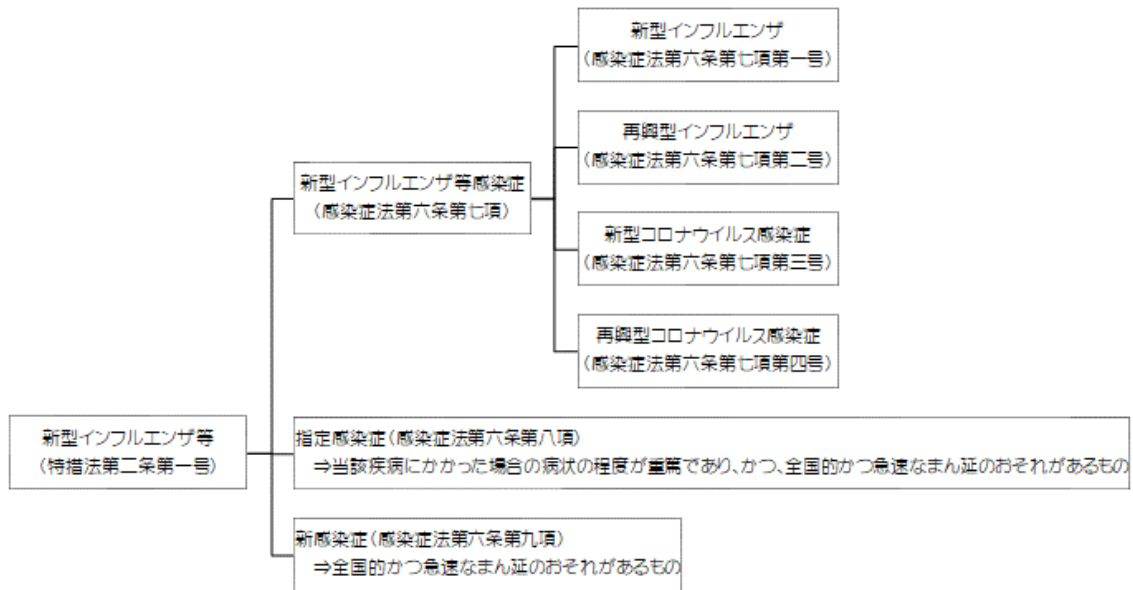 新型インフルエンザ
（感染症法第六条第七項第一号）
再興型インフルエンザ
（感染症法第六条第七項第二号）
新型インフルエンザ等感染症
（感染症法第六条第七項）
新型コロナウイルス感染症
（感染症法第六条第七項第三号）
再興型コロナウイルス感染症
（感染症法第六条第七項第四号）
新型インフルエンザ等
（特措法第二条第一号）
指定感染症（感染症法第六条第八項）
⇒当該疾病にかかった場合の病状の程度が重篤であり、かつ、全国的かつ急速なまん延のおそれがあるもの
新感染症（感染症法第六条第九項）
⇒全国的かつ急速なまん延のおそれがあるもの